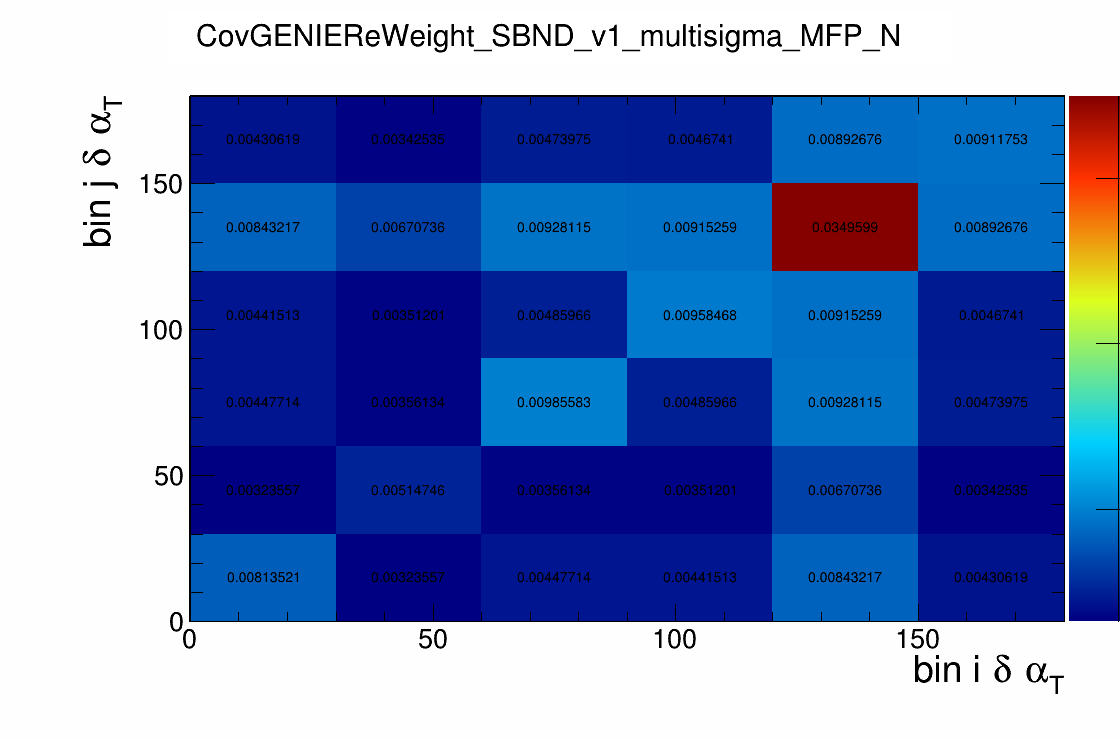 CovGENIEReWeight_SBND_v1_multisigma_MFP_N
bin j δ α_T
0.00430619 0.00342535 0.00473975 0.0046741 0.00892676 0.00911753
150
0.00843217 0.00670736 0.00928115 0.00915259 0.0349599 0.00892676
100
0.00441513 0.00351201 0.00485966 0.00958468 0.00915259 0.0046741
0.00447714 0.00356134 0.00985583 0.00485966 0.00928115 0.00473975
50
0.00323557 0.00514746 0.00356134 0.00351201 0.00670736 0.00342535
0.00813521 0.00323557 0.00447714 0.00441513 0.00843217 0.00430619
0
0 50 100 150
bin i δ α_T